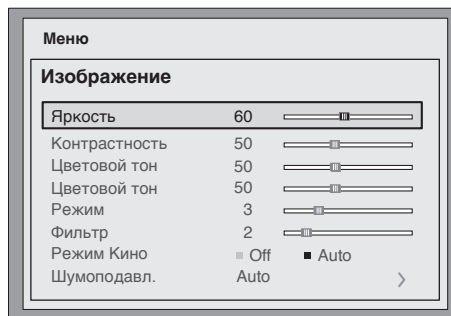 Меню
Изображение
Яркость 60
Контрастность 50
Цветовой тон 50
Цветовой тон 50
Режим 3
Фильтр 2
Режим Кино Off Auto
Шумоподавл. Auto